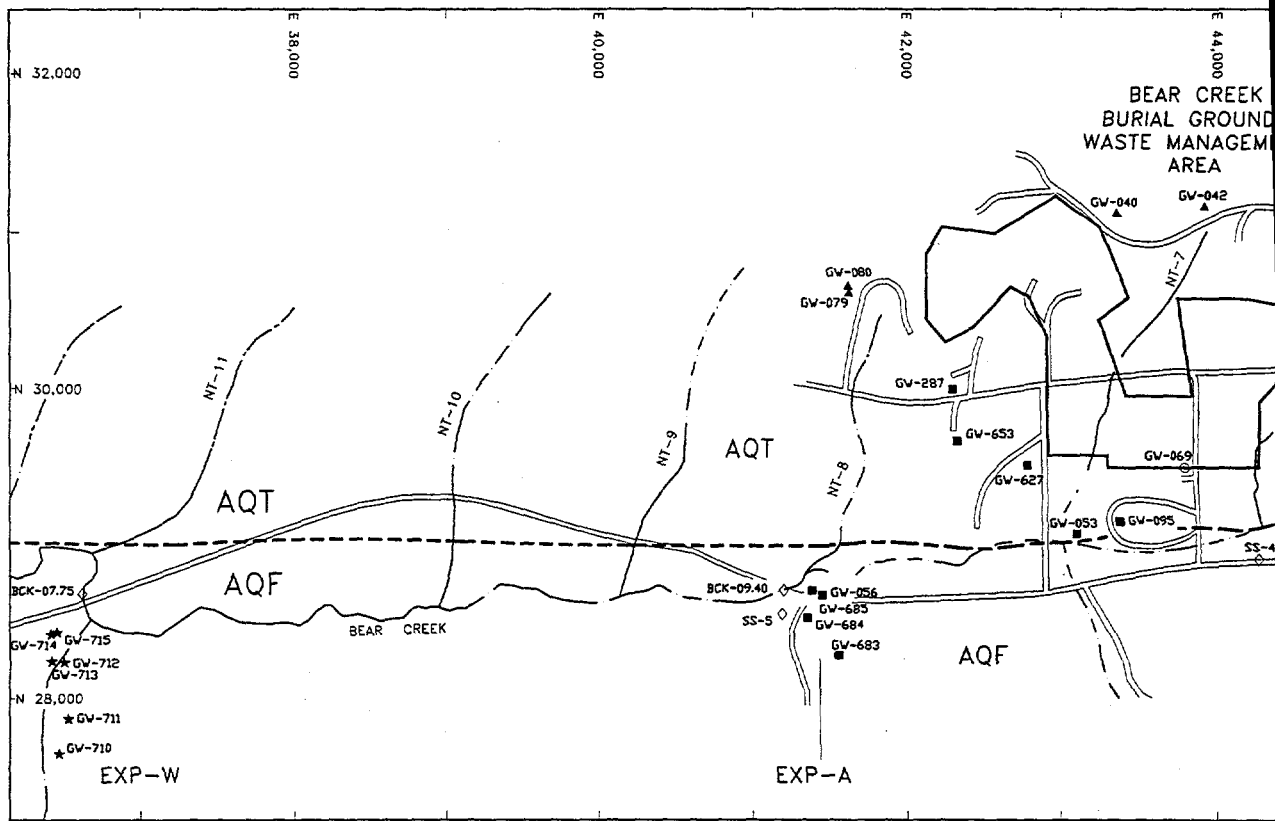 E 38,000
E 40,000
E 42,000
E 44,000
N 32,000
BEAR CREEK
BURIAL GROUND
WASTE MANAGEM
AREA
GW-040
GW-042
NT-7
GW-080
GW-079
N 30,000
NT-11
NT-10
NT-9
AQT
NT-8
GW-287
GW-653
GW-627
GW-069
AQT
GW-053
GW-095
SS-4
BCK-07.75
AQF
BCK-09.40
GW-056
GW-685
SS-5
GW-684
BEAR CREEK
GW-683
AQF
GW-714
GW-715
GW-712
GW-713
N 28,000
GW-711
GW-710
EXP-W
EXP-A